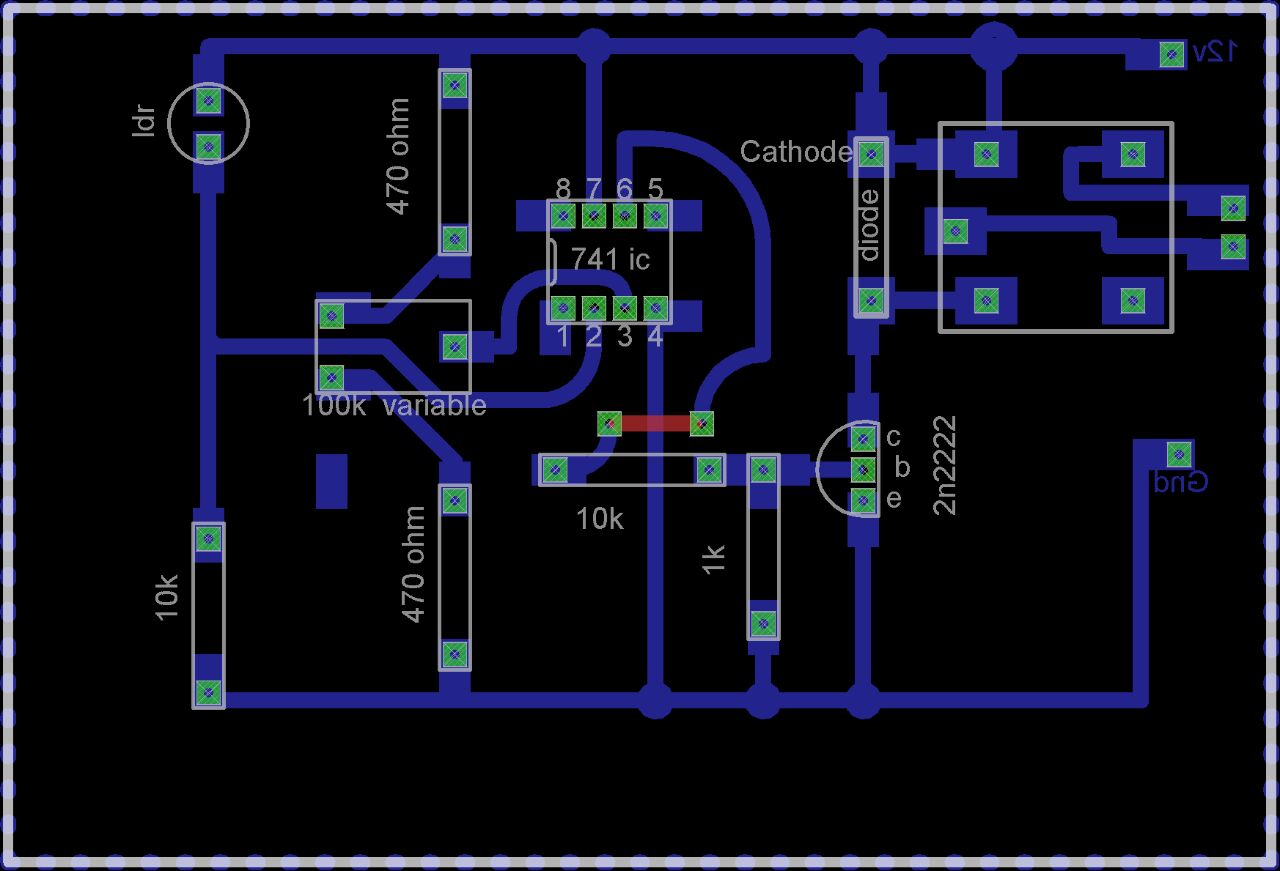 12v
ldr
470 ohm
Cathode
8 7 6 5
diode
741 ic
1 2 3 4
100k variable
c
b
e
2n2222
Gnd
10k
470 ohm
10k
1k